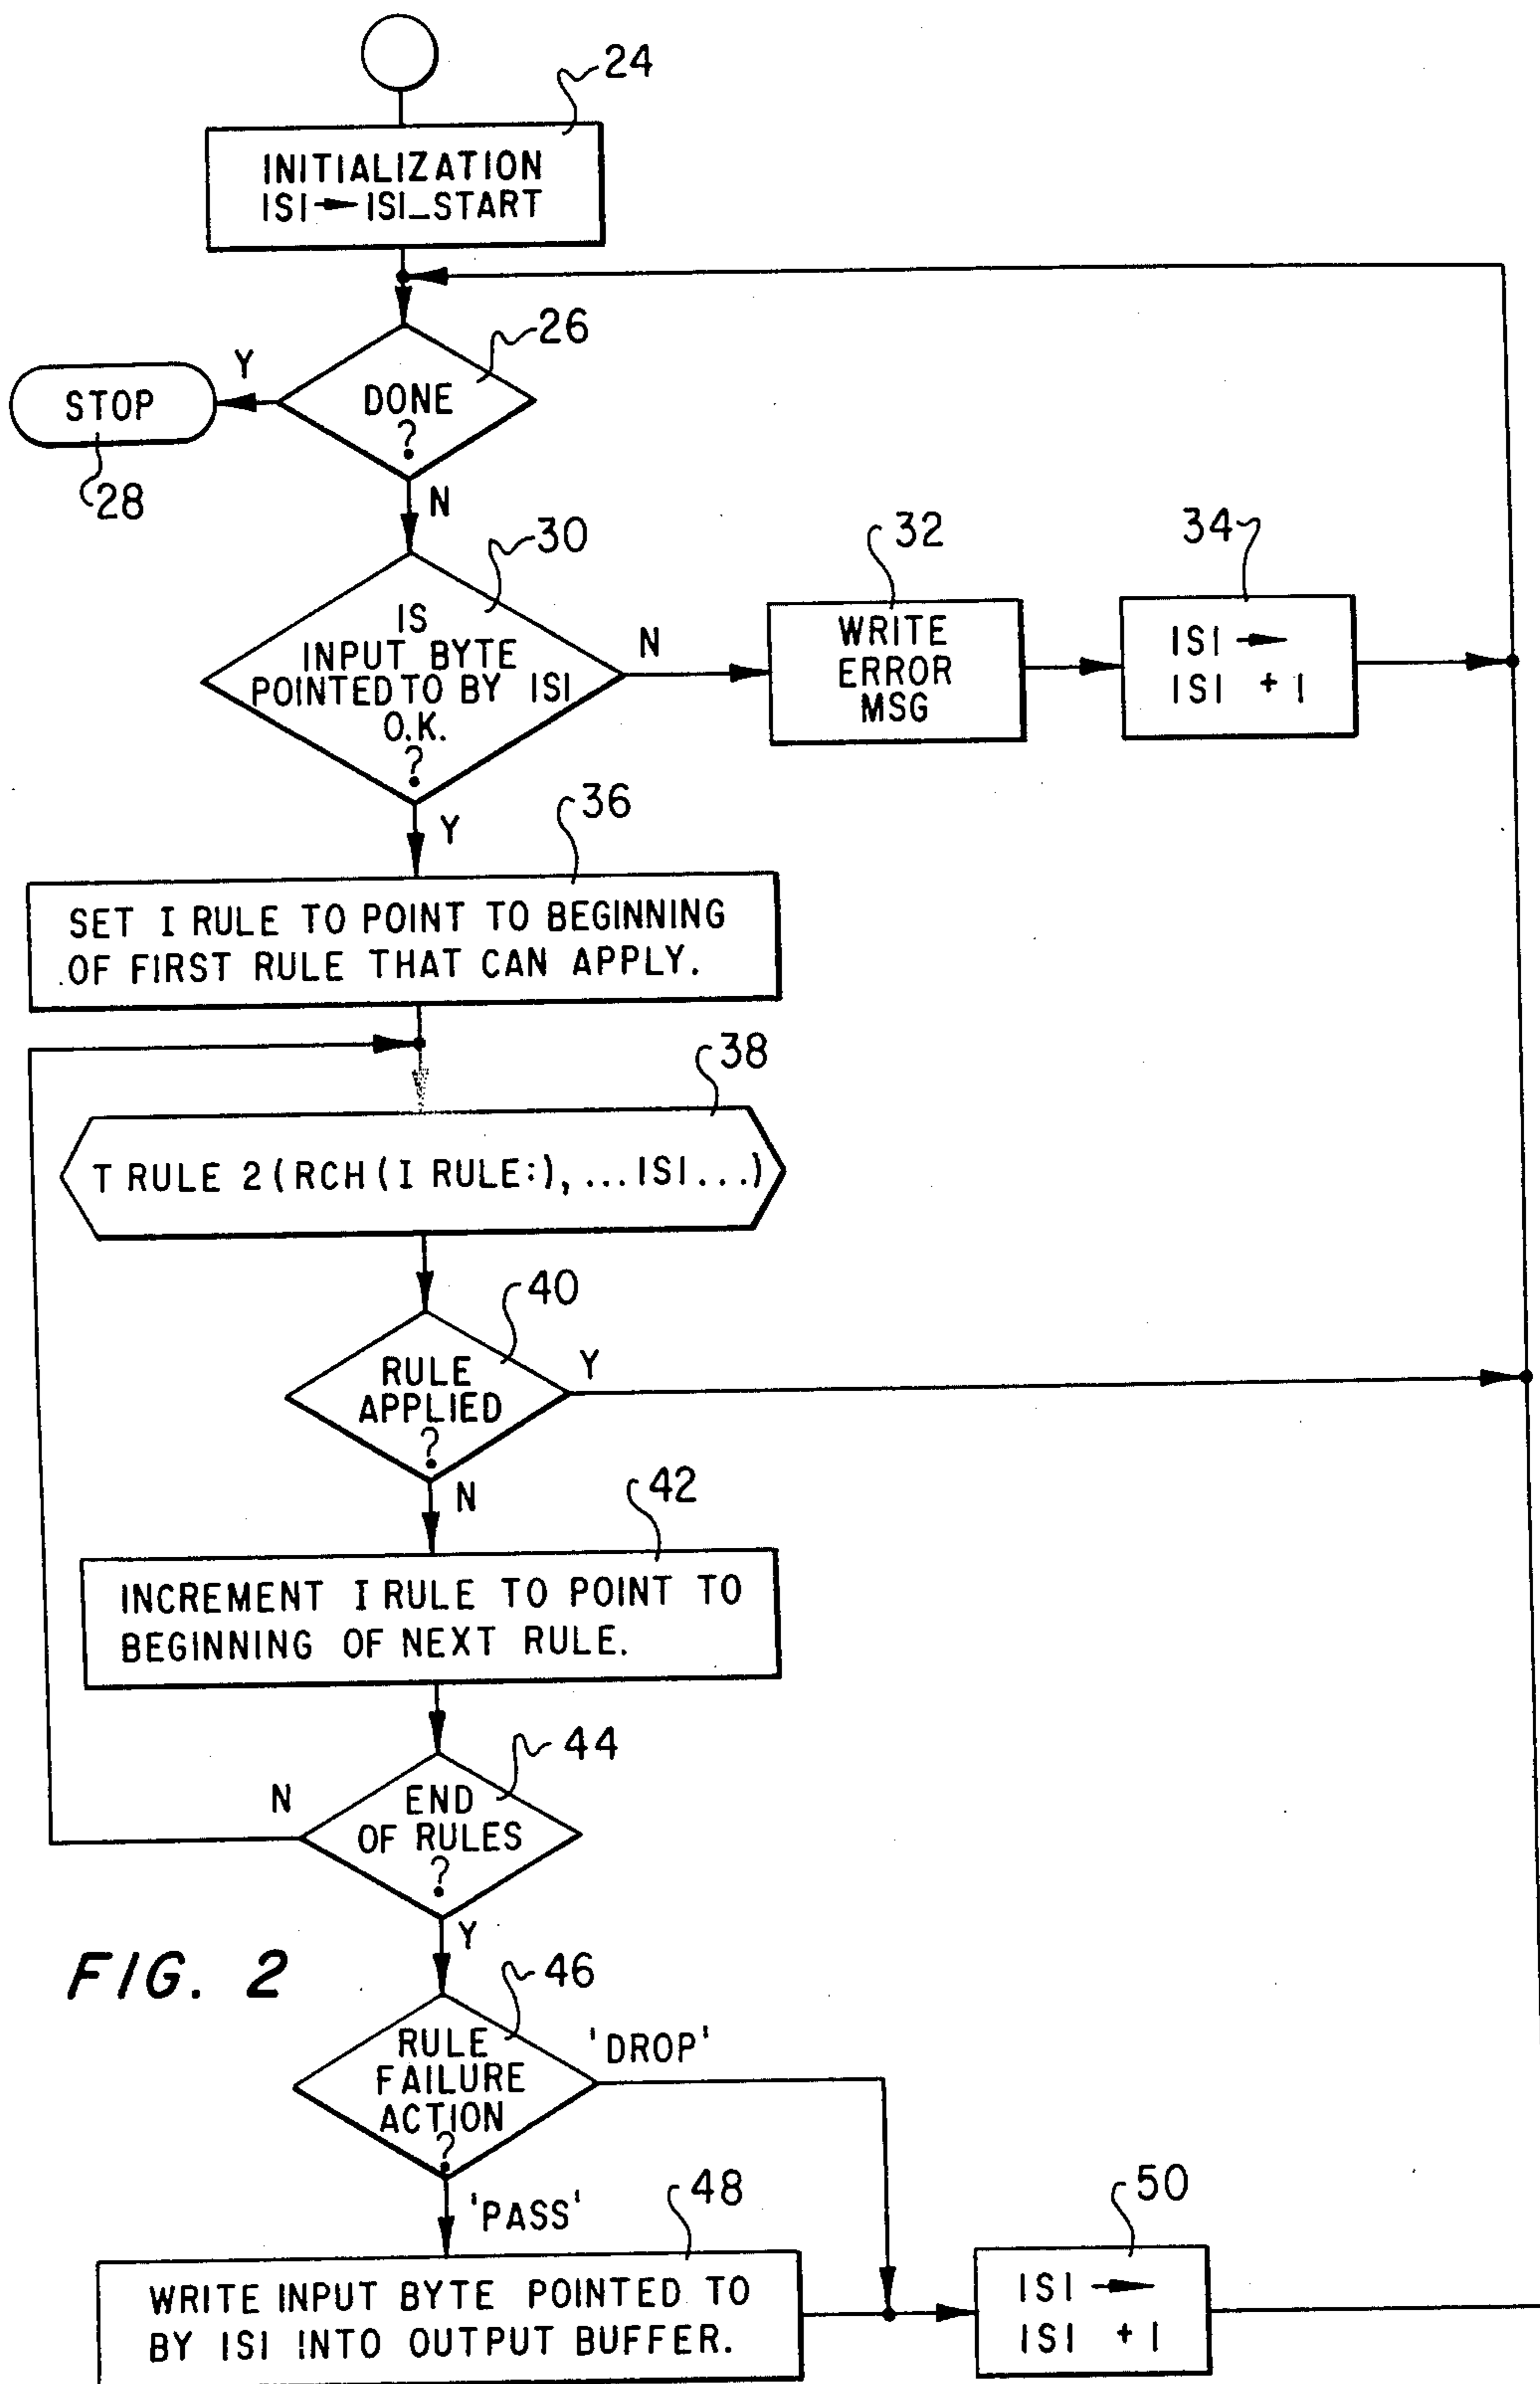 24
INITIALIZATION
ISI → ISI_START
26
Y
DONE
?
STOP
28
N
30
IS
INPUT BYTE
POINTED TO BY ISI
O.K.
?
N
32
WRITE
ERROR
MSG
34
ISI →
ISI + 1
Y
36
SET I RULE TO POINT TO BEGINNING
OF FIRST RULE THAT CAN APPLY.
38
T RULE 2 (RCH (I RULE:), ...ISI...)
40
RULE
APPLIED
?
Y
N
42
INCREMENT I RULE TO POINT TO
BEGINNING OF NEXT RULE.
44
N
END
OF RULES
?
Y
FIG. 2
46
RULE
FAILURE
ACTION
?
'DROP'
'PASS'
48
WRITE INPUT BYTE POINTED TO
BY ISI INTO OUTPUT BUFFER.
50
ISI →
ISI + 1